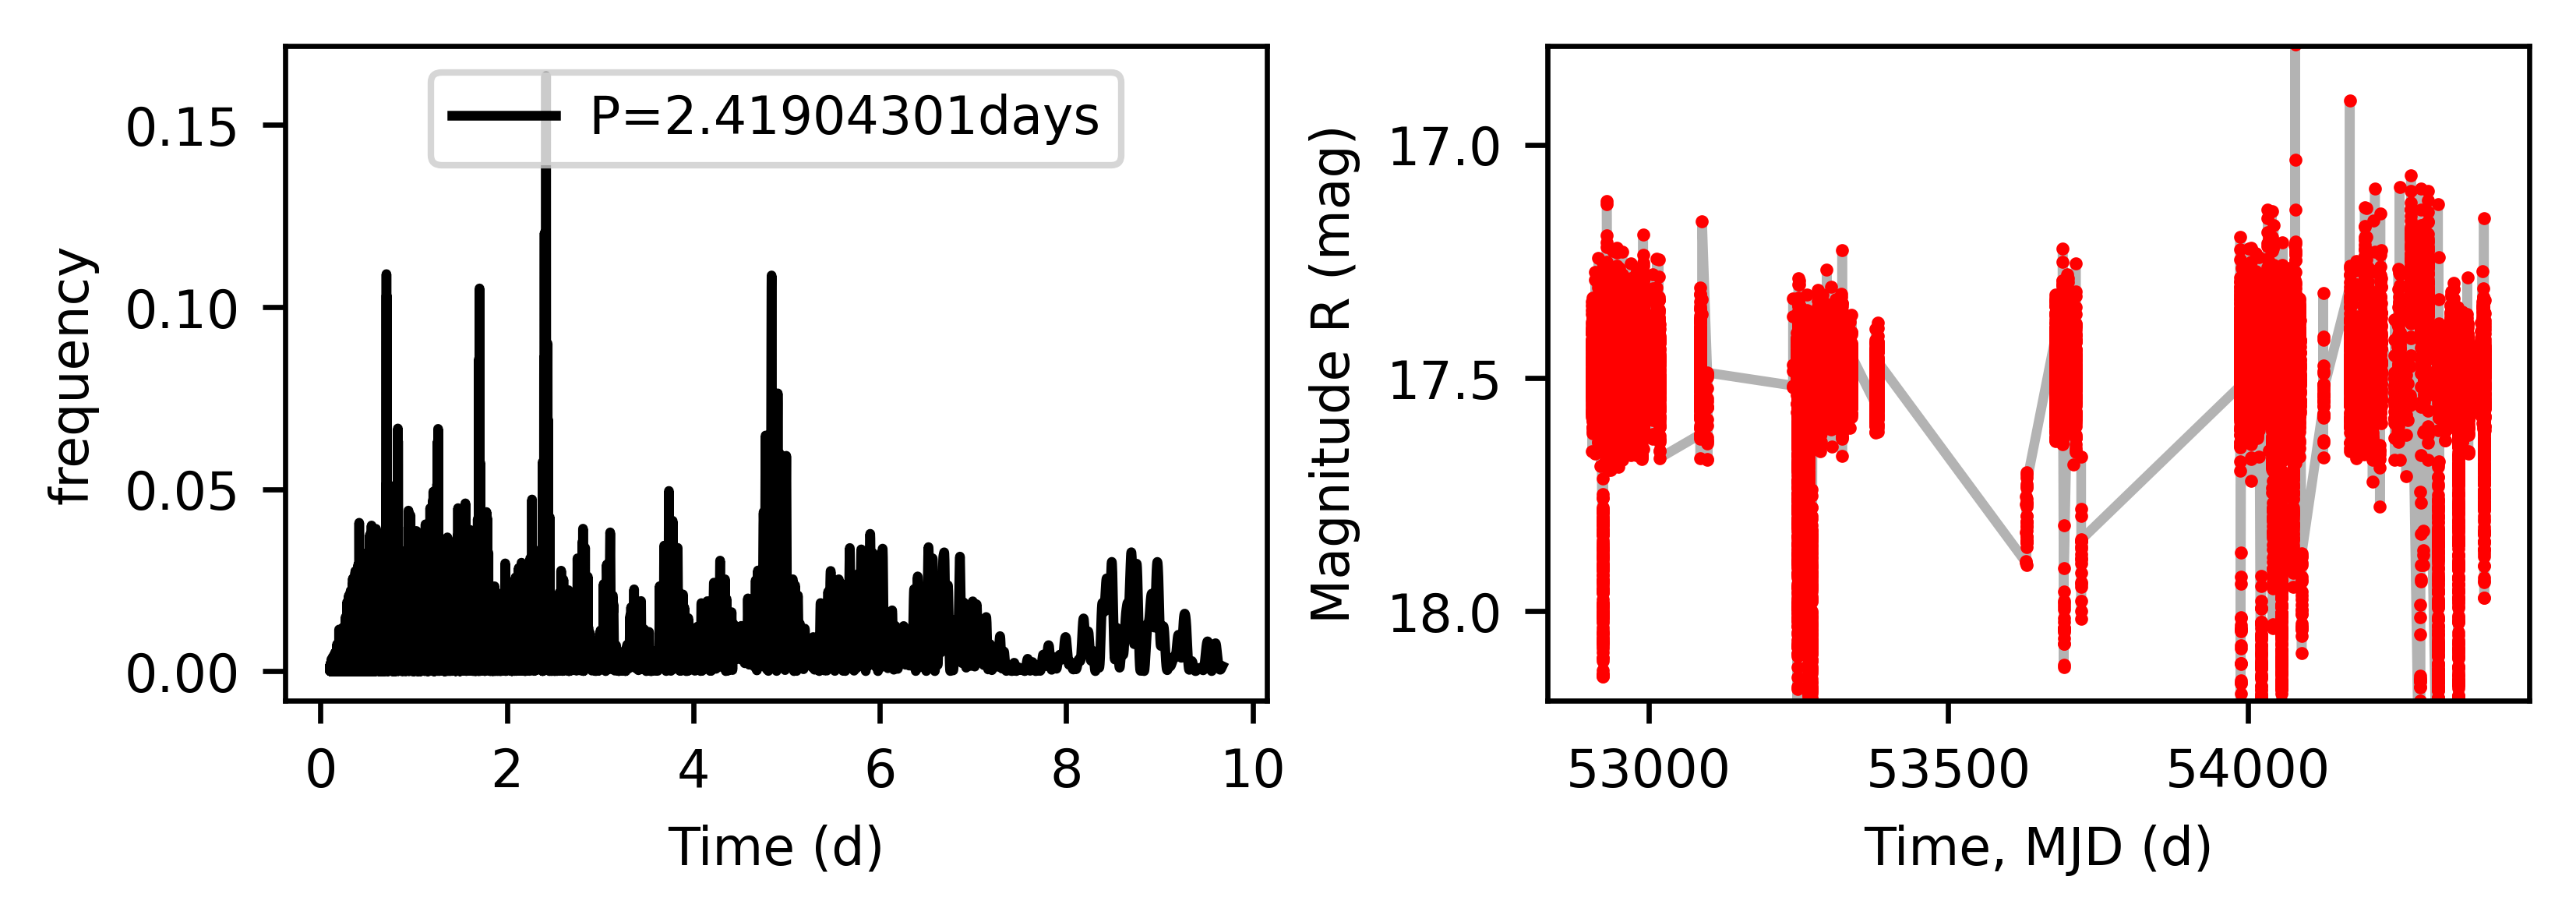 P=2.41904301days
frequency
0.15
0.10
0.05
0.00
0 2 4 6 8 10
Time (d)
Magnitude R (mag)
17.0
17.5
18.0
53000 53500 54000
Time, MJD (d)